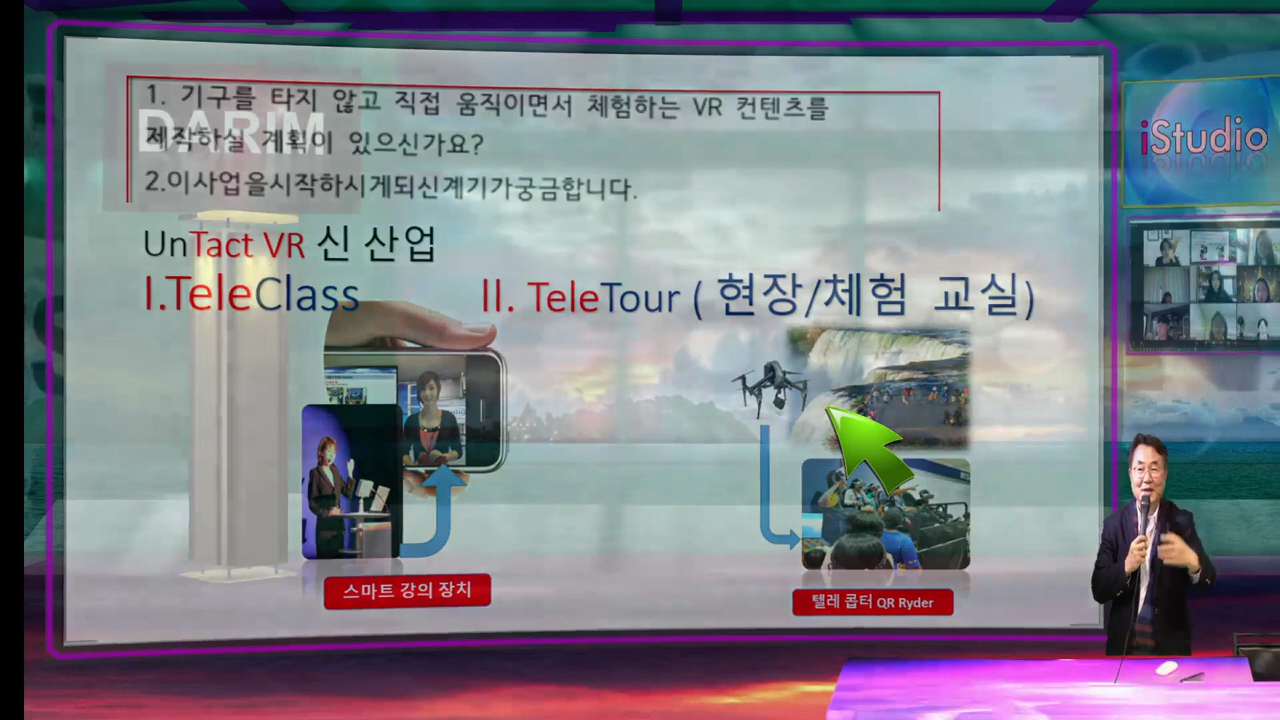 1. 기구를 타지 않고 직접 움직이면서 체험하는 VR 컨텐츠를
제작하실 계획이 있으신가요?
2.이사업을시작하시게되신계기가궁금합니다.
DARIM
UnTact VR 신 산업
I.TeleClass
II. TeleTour ( 현장/체험 교실)
스마트 강의 장치
텔레 콥터 QR Ryder
iStudio